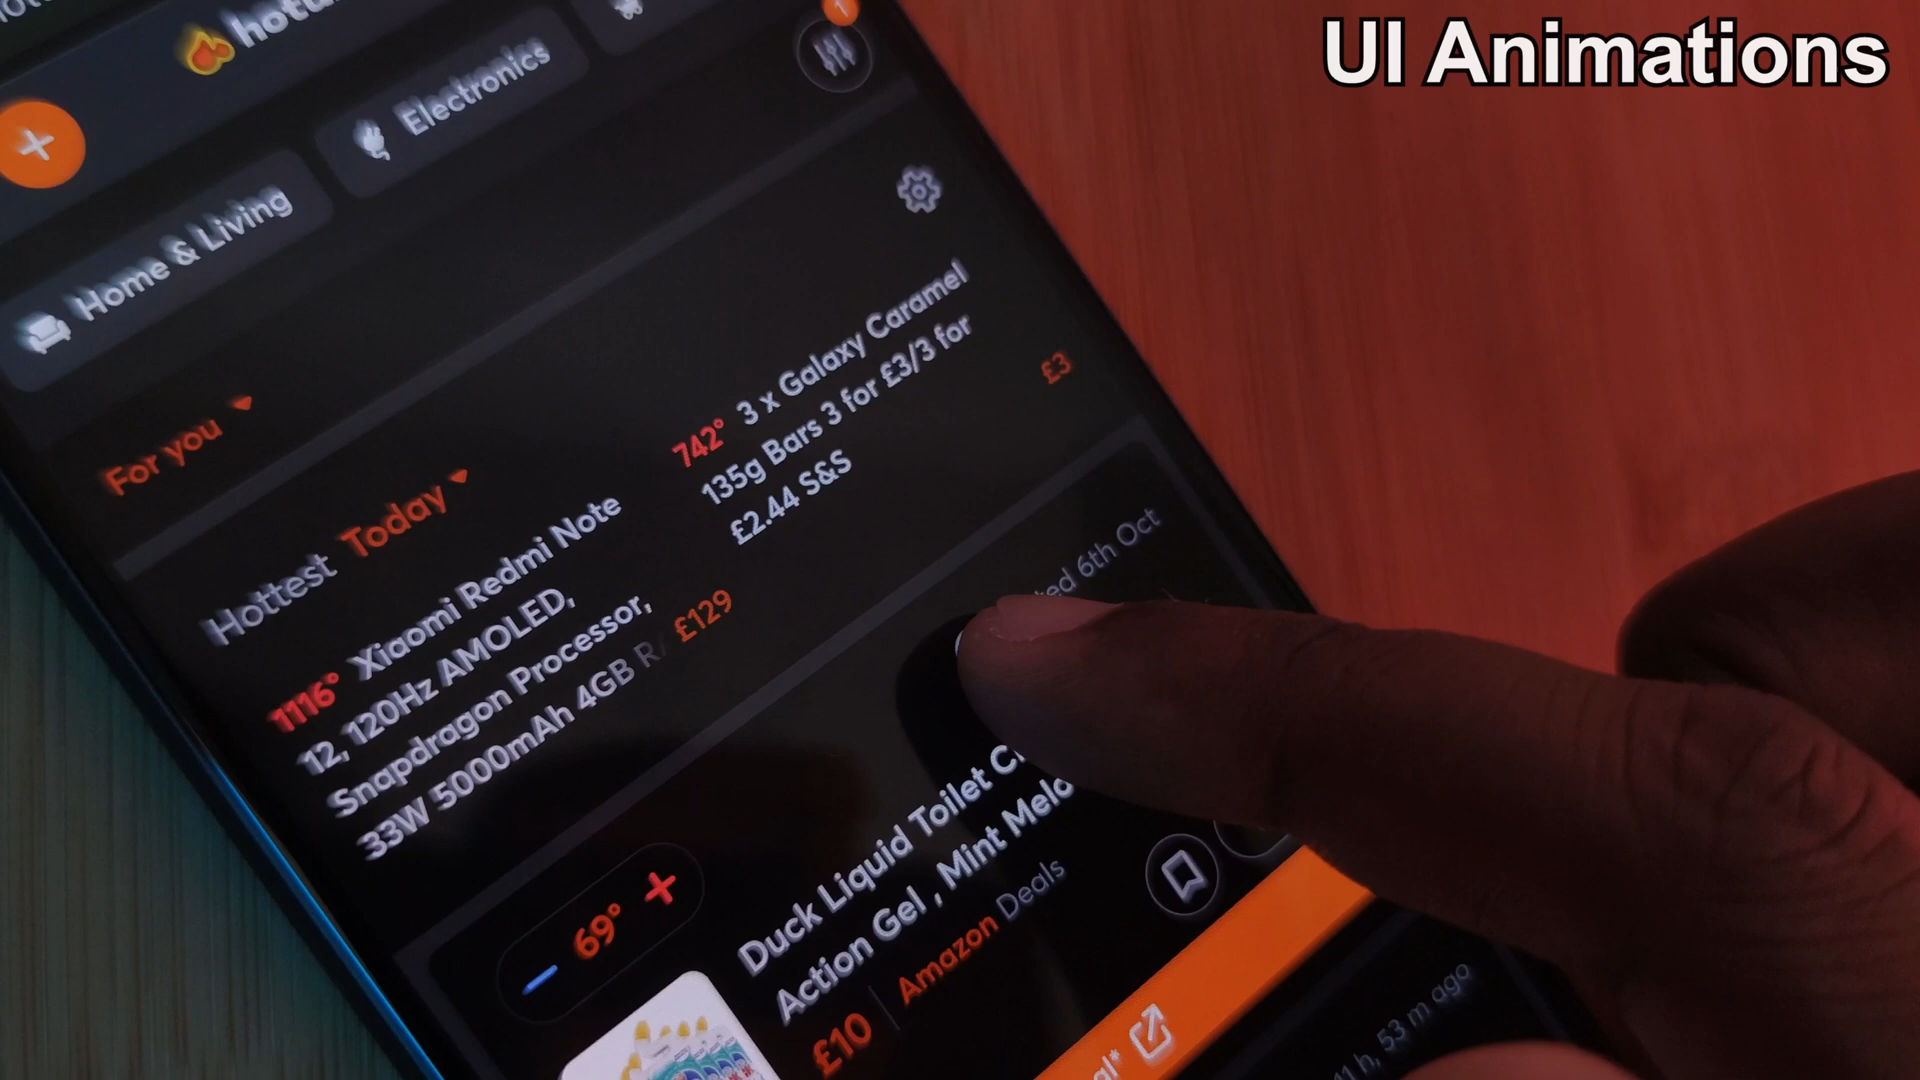 UI Animations
Electronics
Home & Living
For you
Hottest Today
1116° Xiaomi Redmi Note
12, 120Hz AMOLED,
Snapdragon Processor,
33W 5000mAh 4GB
£129
742° 3 x Galaxy Caramel
135g Bars 3 for £3/3 for
£2.44 S&S
£3
6th Oct
69°
Duck Liquid Toilet
Action Gel , Mint
£10 | Amazon Deals
11 h, 53 m ago